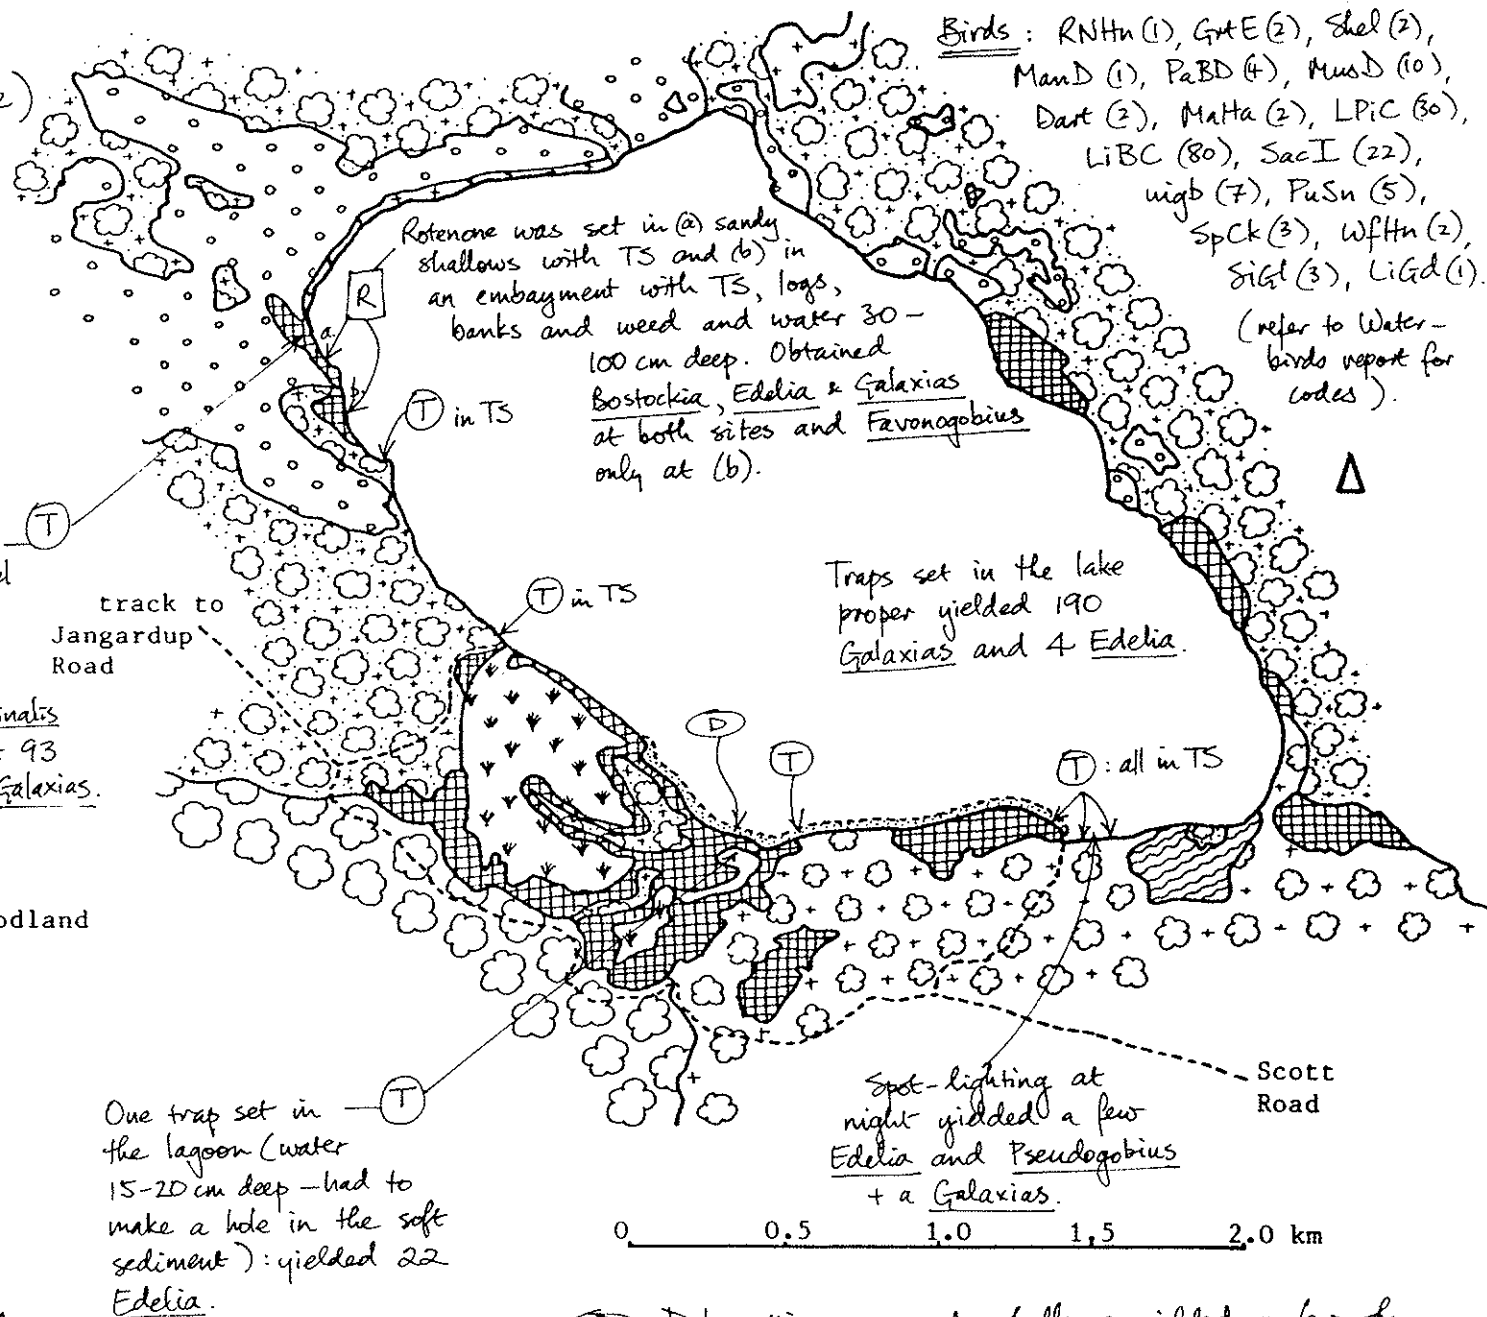 Birds : RNHn (1), GrtE (2), Shel (2),
ManD (1), PaBD (4), MusD (10),
Dart (2), MaHa (2), LPiC (30),
LiBC (80), SacI (22),
nigb (7), PuSn (5),
SpCk (3), WfHn (2),
SiGl (3), LiGd (1).
(refer to Water-
birds report for
codes).
2)
Rotenone was set in (a) sandy
shallows with TS and (b) in
an embayment with TS, logs,
banks and weed and water 30-
100 cm deep. Obtained
Bostockia, Edelia & Galaxias
at both sites and Favonogobius
only at (b).
R
a
b
T in TS
T
T in TS
track to
Jangardup
Road
Traps set in the lake
proper yielded 190
Galaxias and 4 Edelia.
93
Galaxias.
D
T
T : all in TS
odland
T
One trap set in
the lagoon (water
15-20 cm deep - had to
make a hole in the soft
sediment) : yielded 22
Edelia.
Spot-lighting at
night yielded a few
Edelia and Pseudogobius
+ a Galaxias.
Scott
Road
0 0.5 1.0 1.5 2.0 km